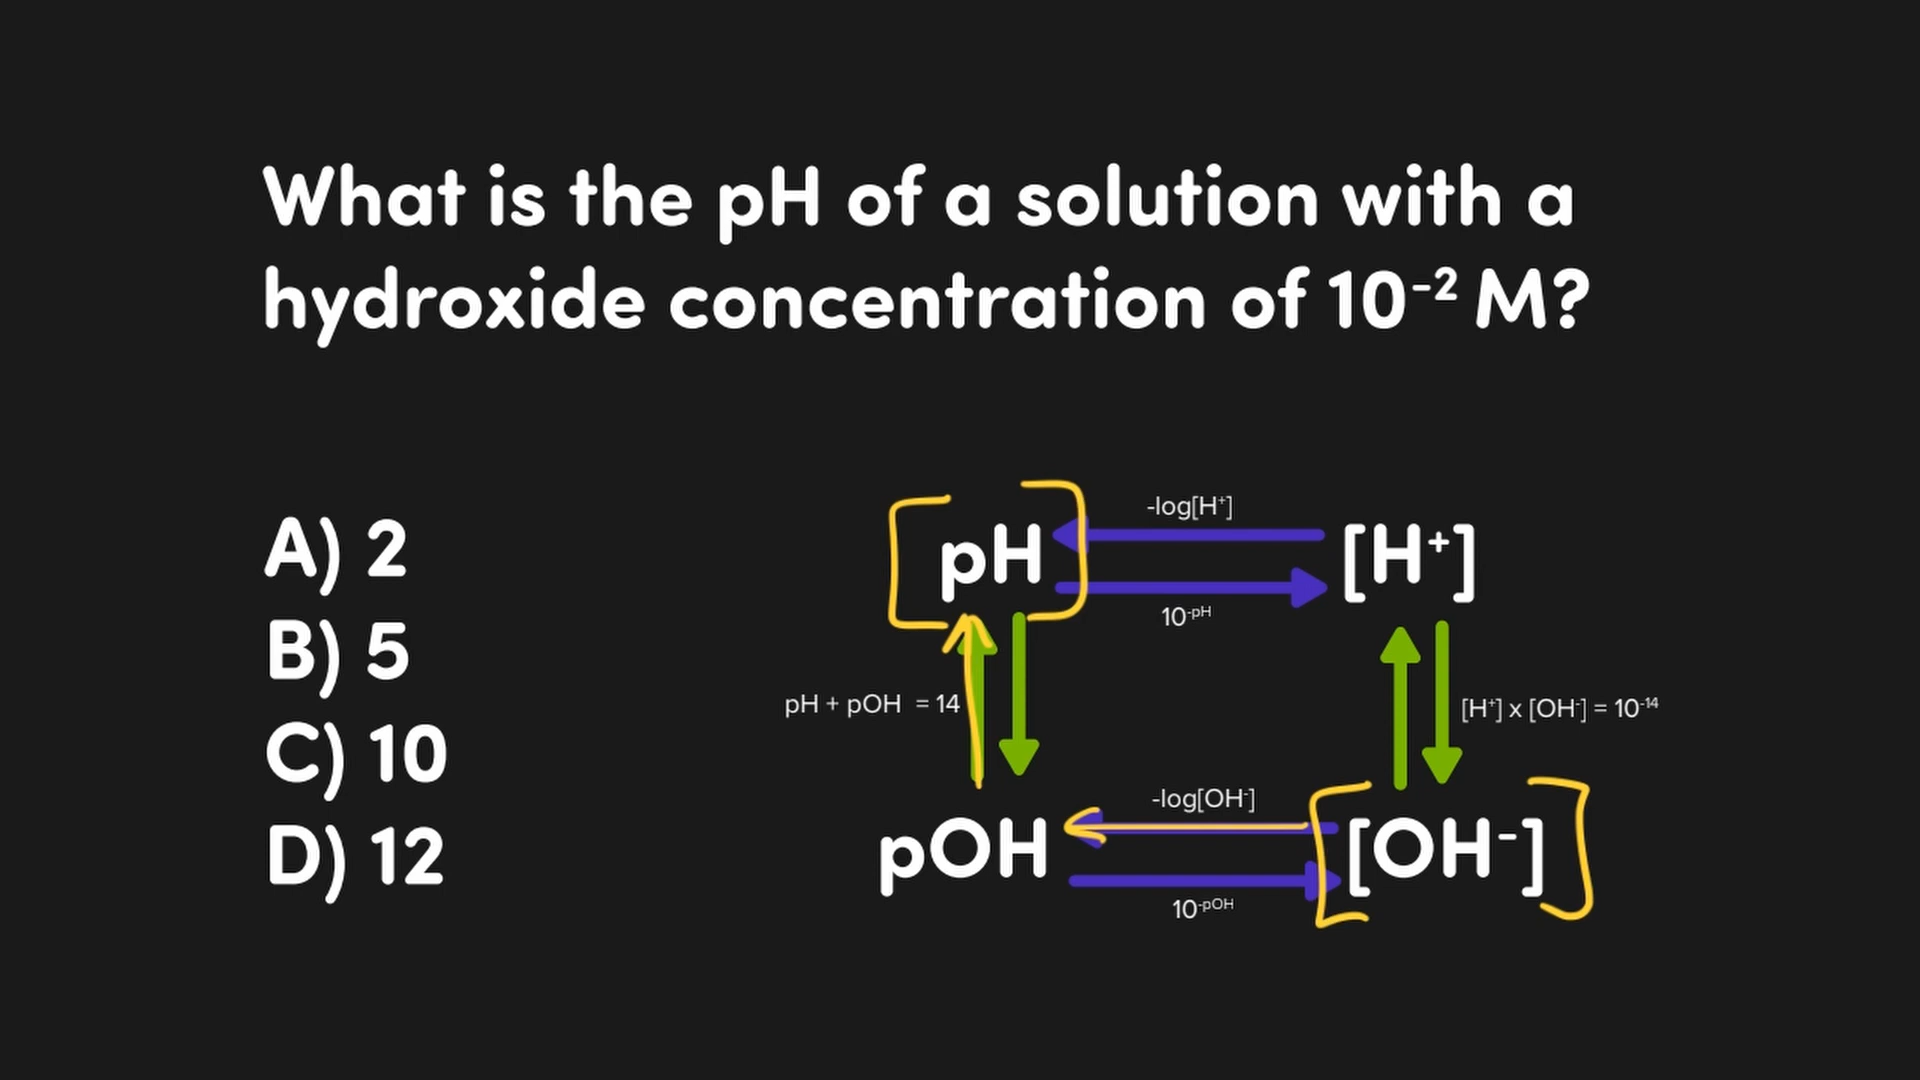 What is the pH of a solution with a
hydroxide concentration of 10⁻² M?
A) 2
B) 5
C) 10
D) 12
-log[H⁺]
pH
[H⁺]
10⁻ᵖᴴ
pH + pOH = 14
[H⁺] x [OH⁻] = 10⁻¹⁴
-log[OH⁻]
pOH
[OH⁻]
10⁻ᵖᴼᴴ